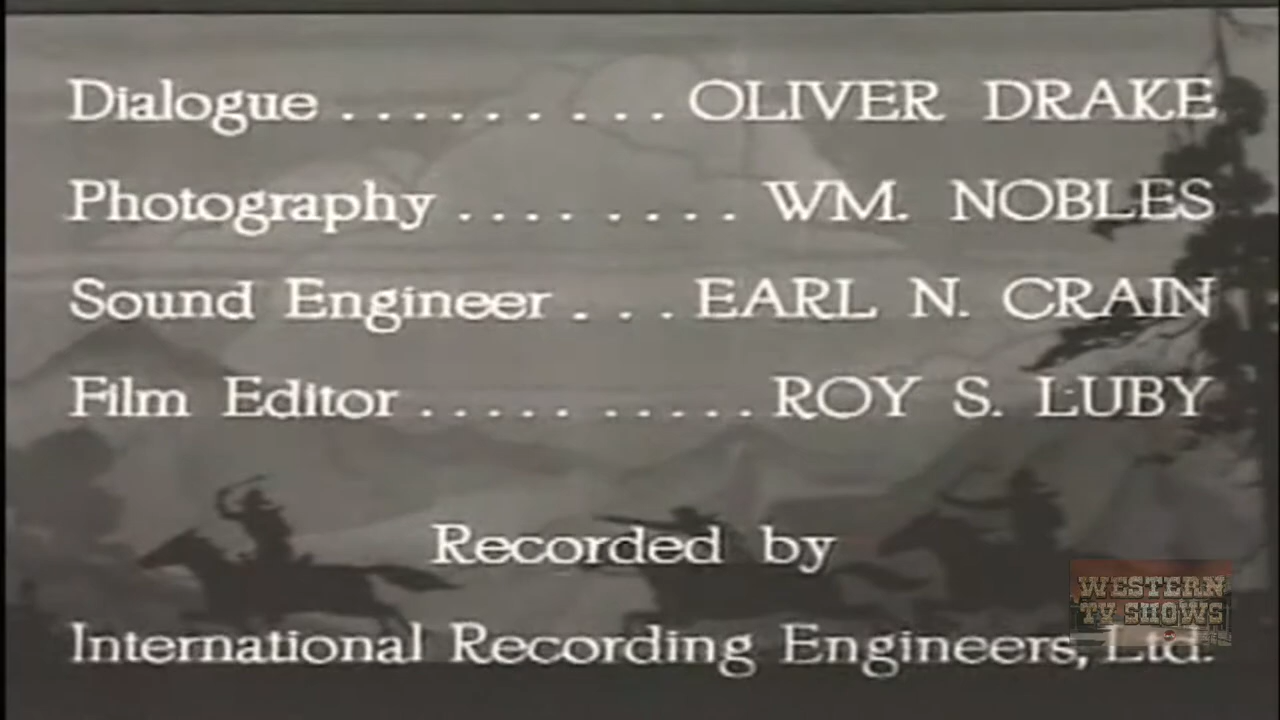 Dialogue . . . . . . . . . . OLIVER DRAKE
Photography . . . . . . . . . WM. NOBLES
Sound Engineer . . . EARL N. CRAIN
Film Editor . . . . . . . . . . . ROY S. LUBY
Recorded by
International Recording Engineers, Ltd.
WESTERN
TV SHOWS